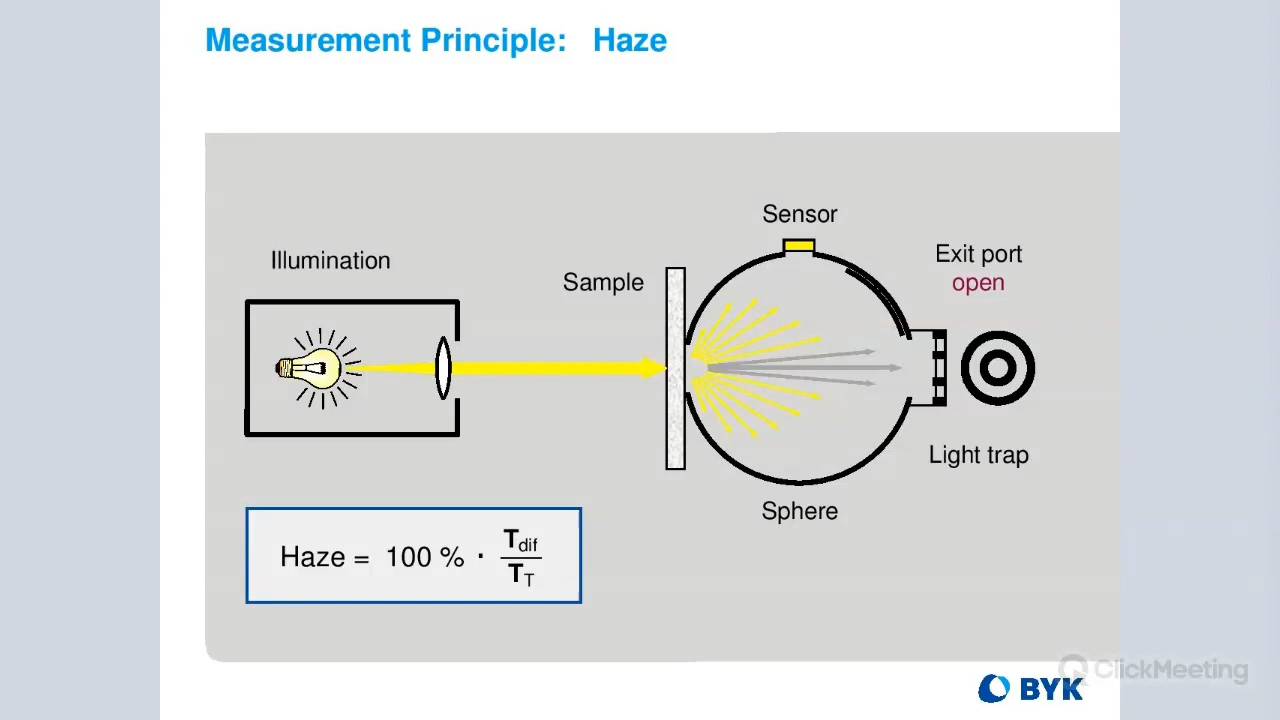 Measurement Principle: Haze
Sensor
Exit port
open
Illumination
Sample
Light trap
Sphere
Haze = 100 % · Tdif
TT
ClickMeeting
BYK